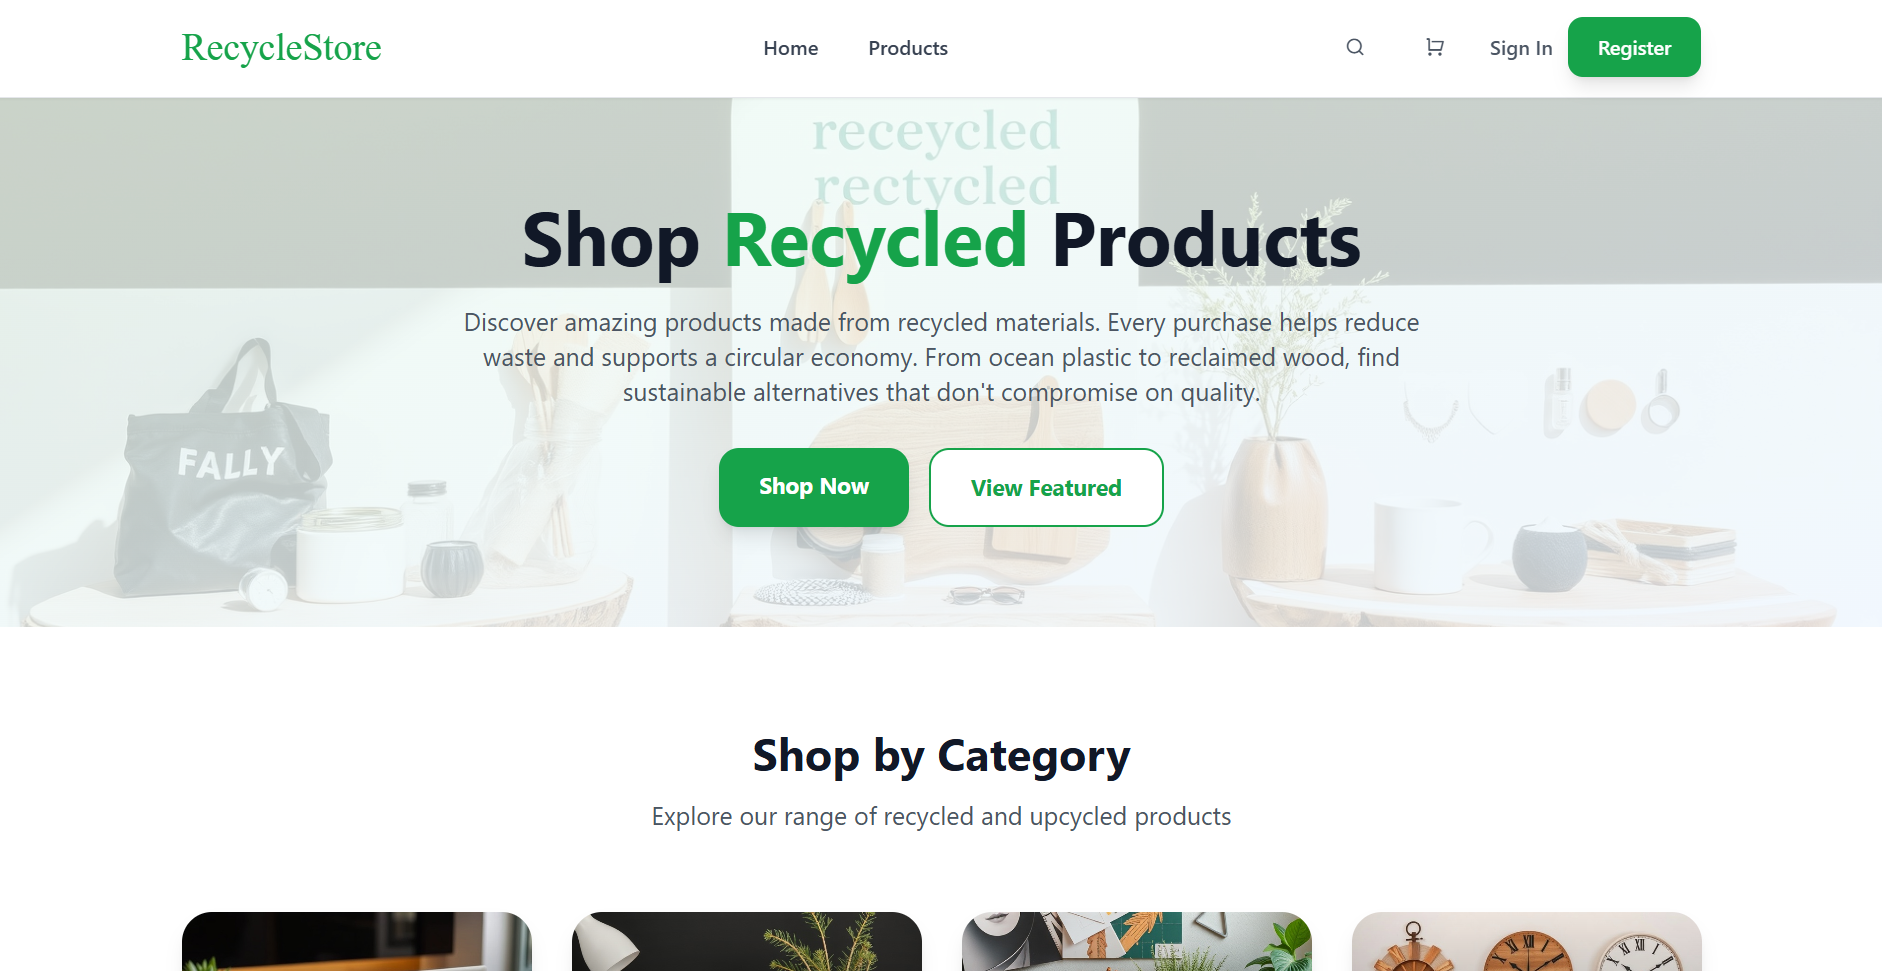 RecycleStore
Home
Products
Sign In
Register
receycled
rectycled
Shop Recycled Products
Discover amazing products made from recycled materials. Every purchase helps reduce
waste and supports a circular economy. From ocean plastic to reclaimed wood, find
sustainable alternatives that don't compromise on quality.
FALLY
Shop Now
View Featured
Shop by Category
Explore our range of recycled and upcycled products